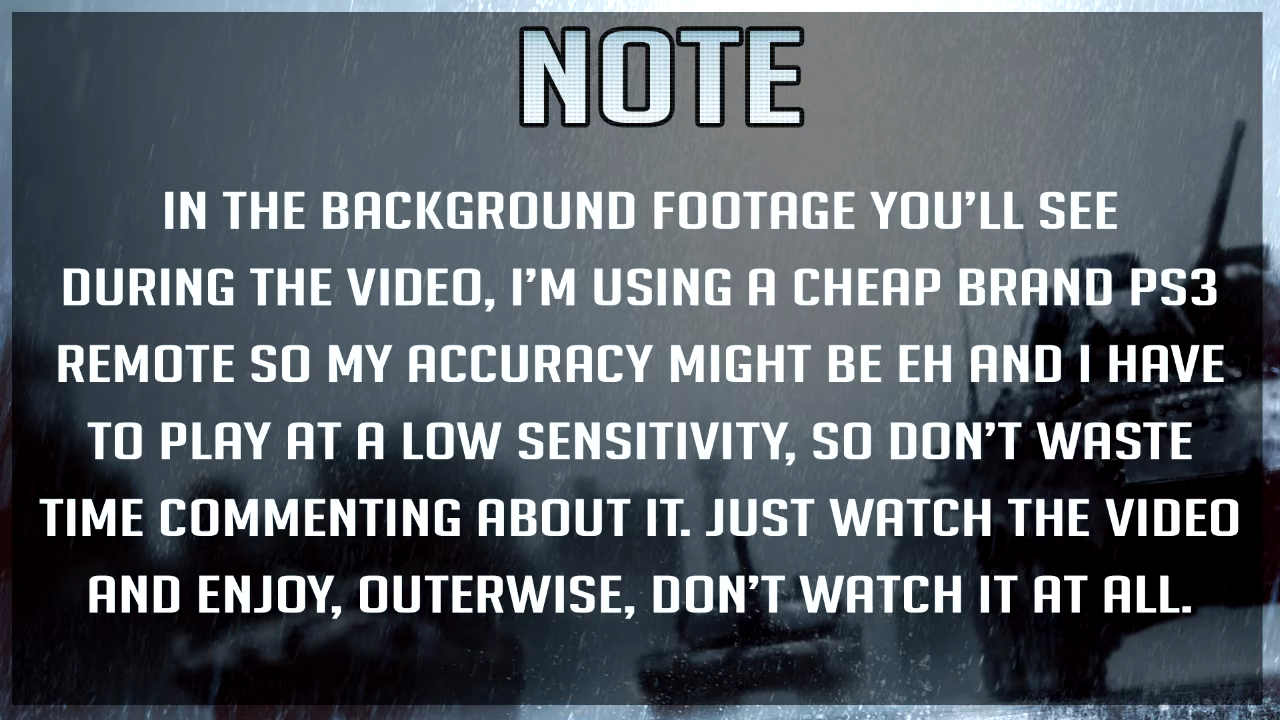 NOTE
IN THE BACKGROUND FOOTAGE YOU'LL SEE
DURING THE VIDEO, I'M USING A CHEAP BRAND PS3
REMOTE SO MY ACCURACY MIGHT BE EH AND I HAVE
TO PLAY AT A LOW SENSITIVITY, SO DON'T WASTE
TIME COMMENTING ABOUT IT. JUST WATCH THE VIDEO
AND ENJOY, OUTERWISE, DON'T WATCH IT AT ALL.